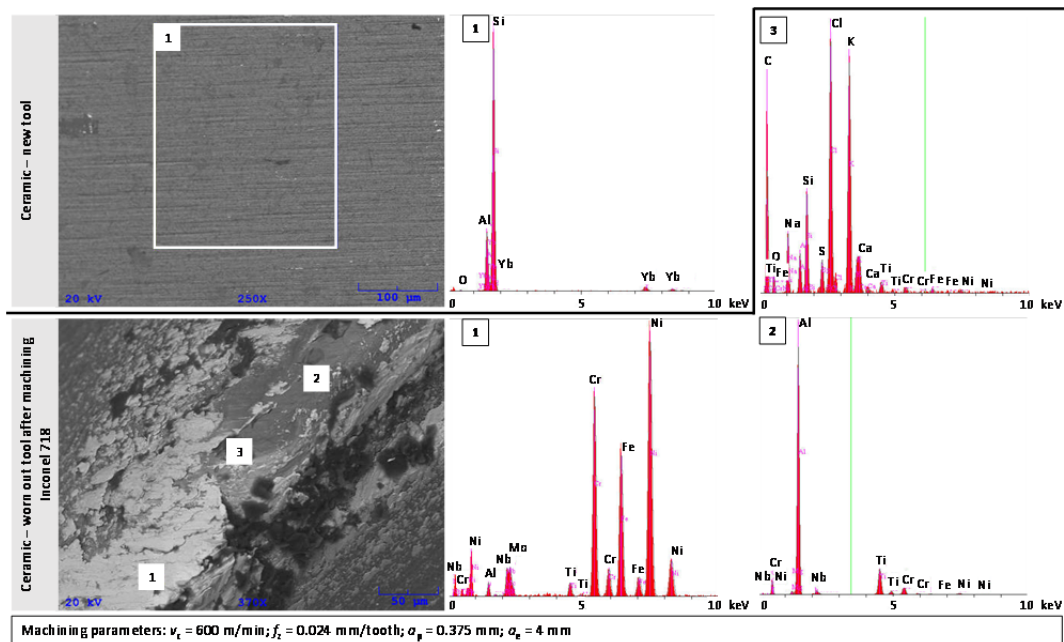 Ceramic – new tool
1
20 kV 250X 100 µm
1
Si
Al
Yb
O
Yb Yb
0 5 10 keV
3
Cl
K
C
Si
Na
Ca
O
S
Ti Fe
Ca Ti
Ti Cr Cr Fe Fe Ni Ni
0 5 10 keV
Ceramic – worn out tool after machining
Inconel 718
2
3
1
20 kV 370X 50 µm
1
Ni
Cr
Fe
Ni
Nb Mo
Nb
Cr
Al
Ti
Ti
Cr
Fe
Ni
0 5 10 keV
2
Al
Cr
Nb Ni
Nb
Ti
Ti Cr
Cr Fe Ni Ni
0 5 10 keV
Machining parameters: vc = 600 m/min; fz = 0.024 mm/tooth; ap = 0.375 mm; ae = 4 mm